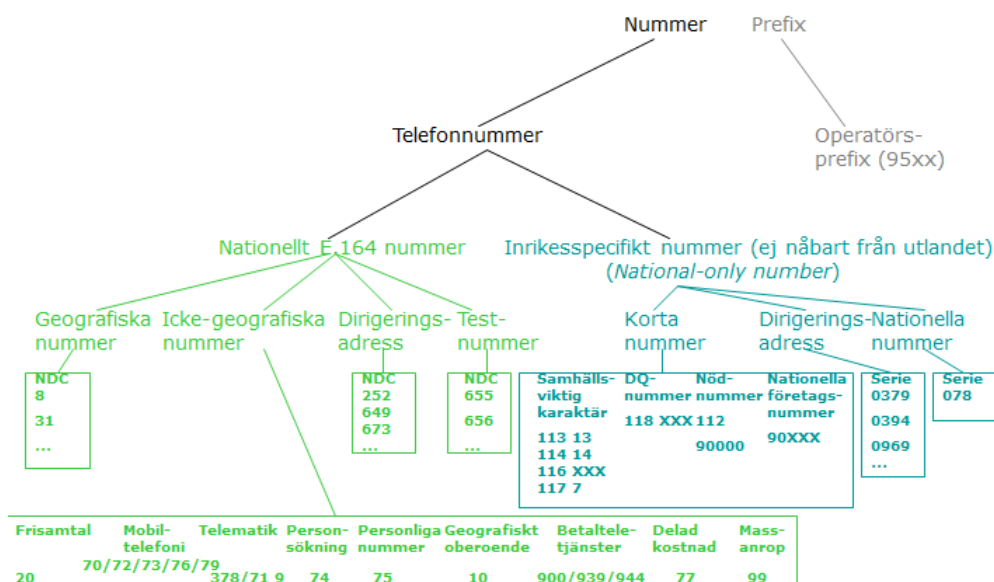 Nummer Prefix
Telefonnummer
Operatörs-
prefix (95xx)
Nationellt E.164 nummer
Inrikesspecifikt nummer (ej nåbart från utlandet)
(National-only number)
Geografiska
nummer
Icke-geografiska
nummer
Dirigerings-
adress
Test-
nummer
Korta
nummer
Dirigerings-
adress
Nationella
nummer
NDC
8
31
...
NDC
252
649
673
...
NDC
655
656
...
Samhälls-
viktig
karaktär
113 13
114 14
116 XXX
117 7
DQ-
nummer
118 XXX
Nöd-
nummer
112
90000
Nationella
företags-
nummer
90XXX
Serie
0379
0394
0969
...
Serie
078
Frisamtal
20
Mobil-
telefoni
70/72/73/76/79
Telematik
378/71 9
Person-
sökning
74
Personliga
nummer
75
Geografiskt
oberoende
10
Betaltele-
tjänster
900/939/944
Delad
kostnad
77
Mass-
anrop
99